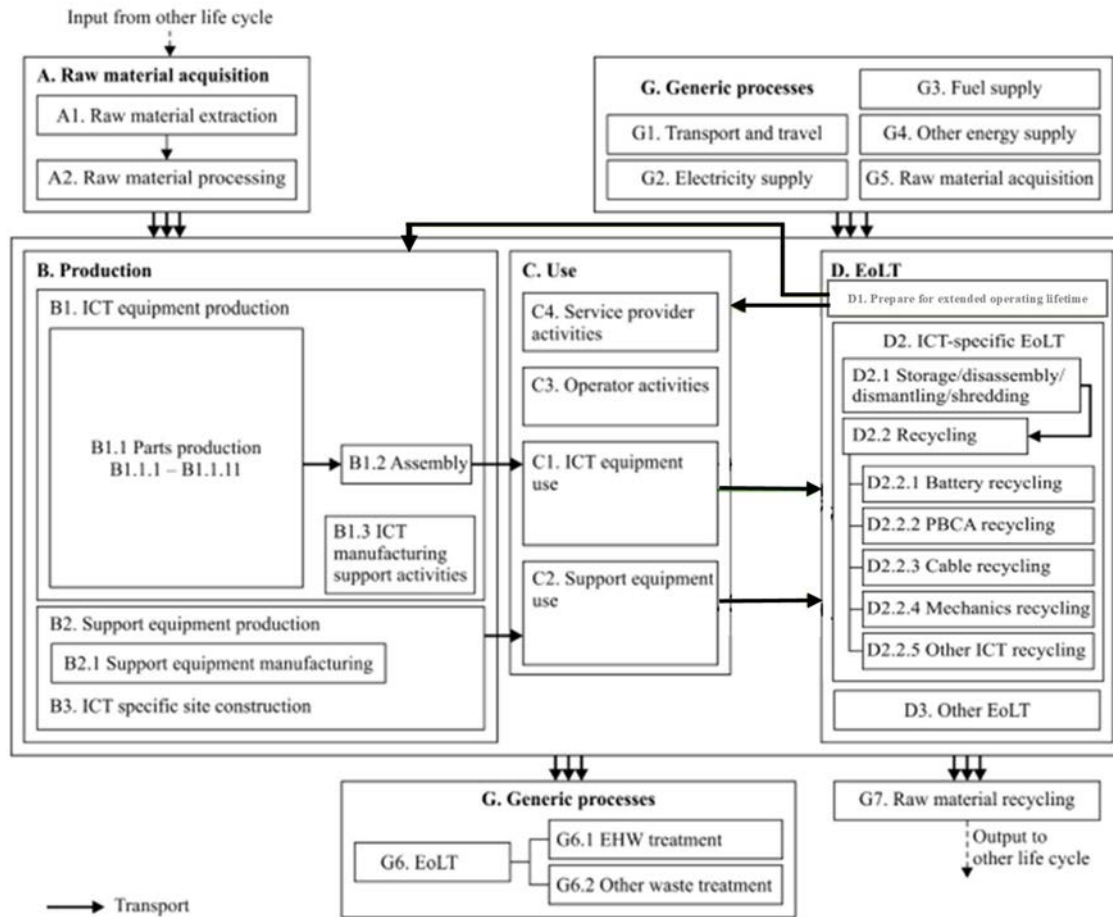 Input from other life cycle
A. Raw material acquisition
A1. Raw material extraction
A2. Raw material processing
G. Generic processes
G1. Transport and travel
G2. Electricity supply
G3. Fuel supply
G4. Other energy supply
G5. Raw material acquisition
B. Production
B1. ICT equipment production
B1.1 Parts production
B1.1.1 – B1.1.11
B1.2 Assembly
B1.3 ICT
manufacturing
support activities
B2. Support equipment production
B2.1 Support equipment manufacturing
B3. ICT specific site construction
C. Use
C4. Service provider
activities
C3. Operator activities
C1. ICT equipment
use
C2. Support equipment
use
D. EoLT
D1. Prepare for extended operating lifetime
D2. ICT-specific EoLT
D2.1 Storage/disassembly/
dismantling/shredding
D2.2 Recycling
D2.2.1 Battery recycling
D2.2.2 PBCA recycling
D2.2.3 Cable recycling
D2.2.4 Mechanics recycling
D2.2.5 Other ICT recycling
D3. Other EoLT
G. Generic processes
G6. EoLT
G6.1 EHW treatment
G6.2 Other waste treatment
G7. Raw material recycling
Output to
other life cycle
Transport